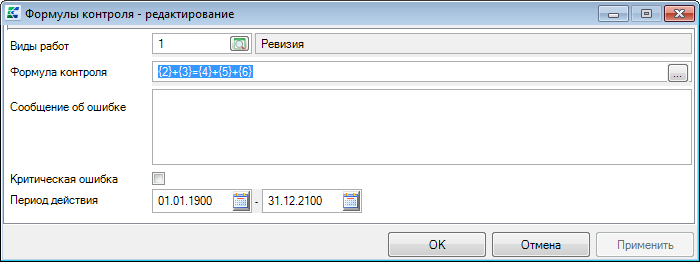 Формулы контроля - редактирование
Виды работ 1 Ревизия
Формула контроля {2}+{3}={4}+{5}+{6} ...
Сообщение об ошибке
Критическая ошибка
Период действия 01.01.1900 - 31.12.2100
OK Отмена Применить